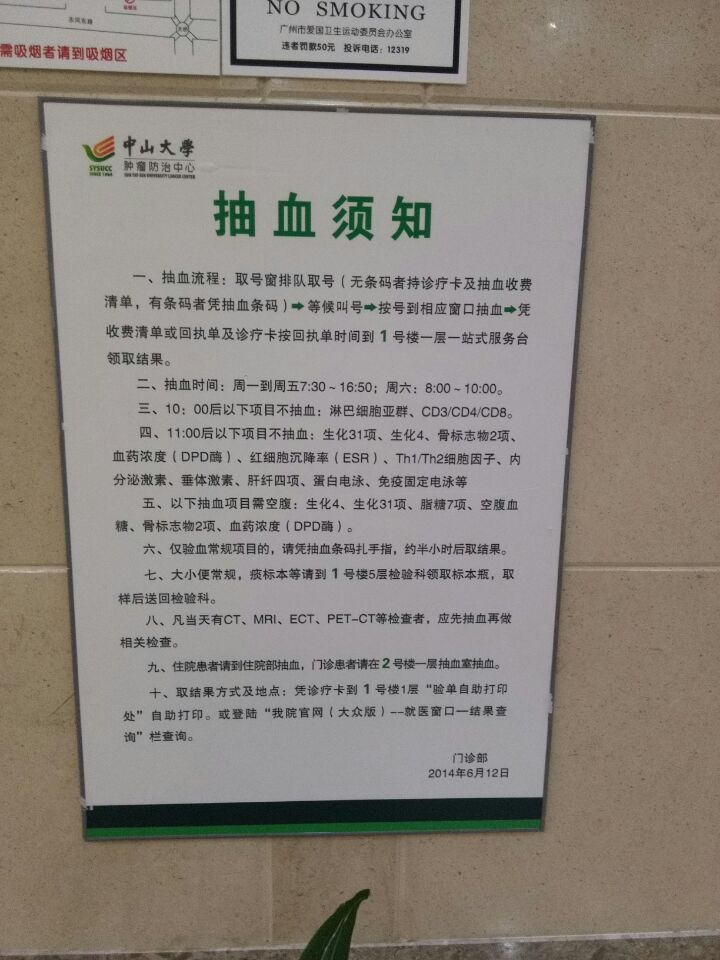 东风东路
需吸烟者请到吸烟区
NO SMOKING
广州市爱国卫生运动委员会办公室
违者罚款50元 投诉电话：12319
中山大學
肿瘤防治中心
SYSUCC
SINCE 1964
SUN YAT-SEN UNIVERSITY CANCER CENTER
抽血须知
一、抽血流程：取号窗排队取号（无条码者持诊疗卡及抽血收费
清单，有条码者凭抽血条码）➡等候叫号➡按号到相应窗口抽血➡凭
收费清单或回执单及诊疗卡按回执单时间到 1 号楼一层一站式服务台
领取结果。
二、抽血时间：周一到周五7:30～16:50；周六：8:00～10:00。
三、10：00后以下项目不抽血：淋巴细胞亚群、CD3/CD4/CD8。
四、11:00后以下项目不抽血：生化31项、生化4、骨标志物2项、
血药浓度（DPD酶）、红细胞沉降率（ESR）、Th1/Th2细胞因子、内
分泌激素、垂体激素、肝纤四项、蛋白电泳、免疫固定电泳等
五、以下抽血项目需空腹：生化4、生化31项、脂糖7项、空腹血
糖、骨标志物2项、血药浓度（DPD酶）。
六、仅验血常规项目的，请凭抽血条码扎手指，约半小时后取结果。
七、大小便常规，痰标本等请到 1 号楼5层检验科领取标本瓶，取
样后送回检验科。
八、凡当天有CT、MRI、ECT、PET-CT等检查者，应先抽血再做
相关检查。
九、住院患者请到住院部抽血，门诊患者请在 2 号楼一层抽血室抽血。
十、取结果方式及地点：凭诊疗卡到 1 号楼1层“验单自助打印
处”自助打印。或登陆“我院官网（大众版）--就医窗口一结果查
询”栏查询。
门诊部
2014年6月12日